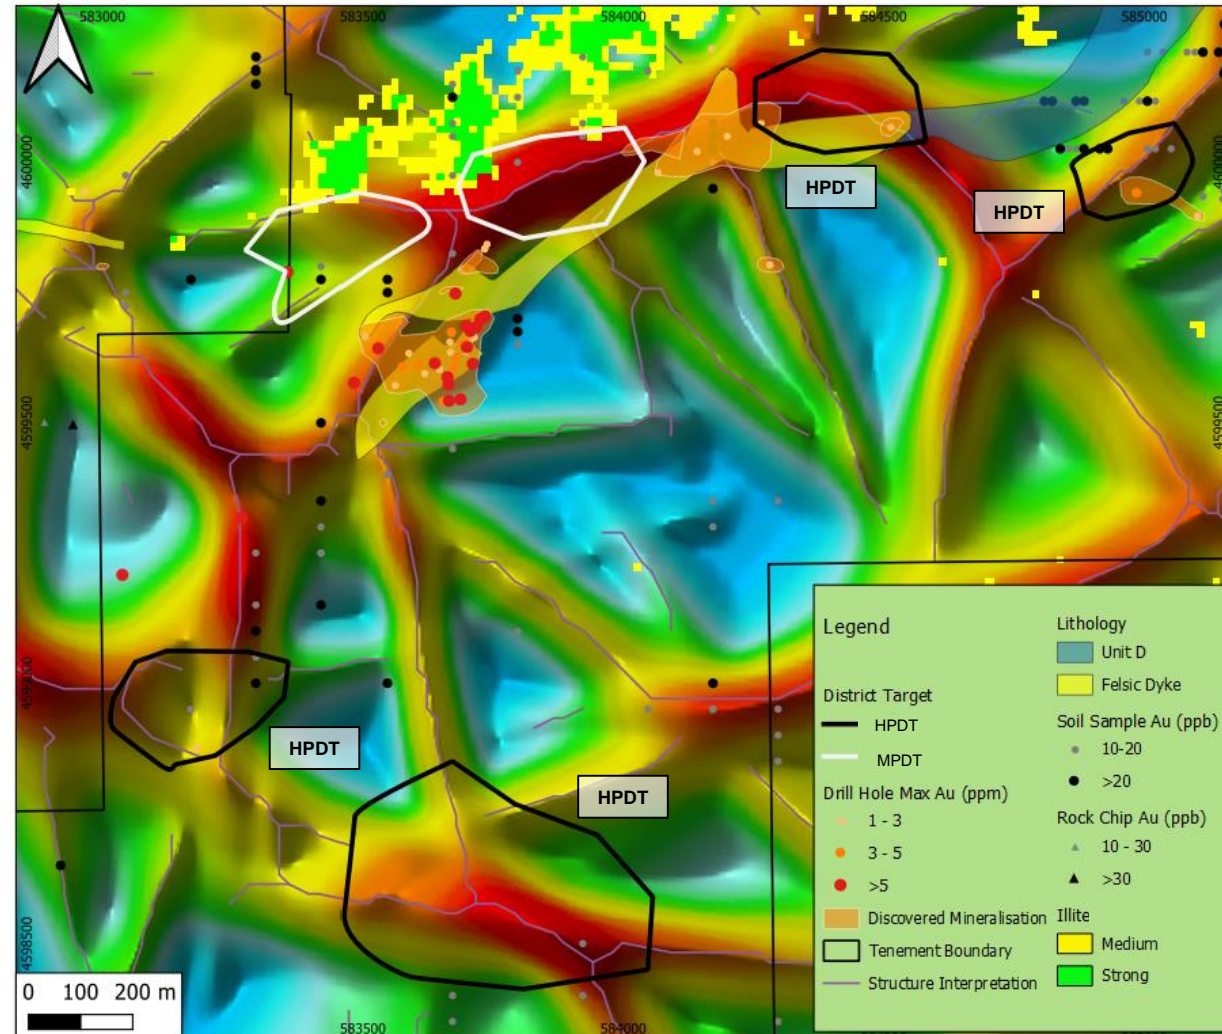 583000
583500
584000
584500
585000
4600000
4600000
HPDT
HPDT
4599500
4599500
HPDT
HPDT
Legend
District Target
HPDT
MPDT
Drill Hole Max Au (ppm)
1 - 3
3 - 5
>5
Discovered Mineralisation
Tenement Boundary
Structure Interpretation
Lithology
Unit D
Felsic Dyke
Soil Sample Au (ppb)
10-20
>20
Rock Chip Au (ppb)
10 - 30
>30
Illite
Medium
Strong
4598500
0 100 200 m
583500
584000